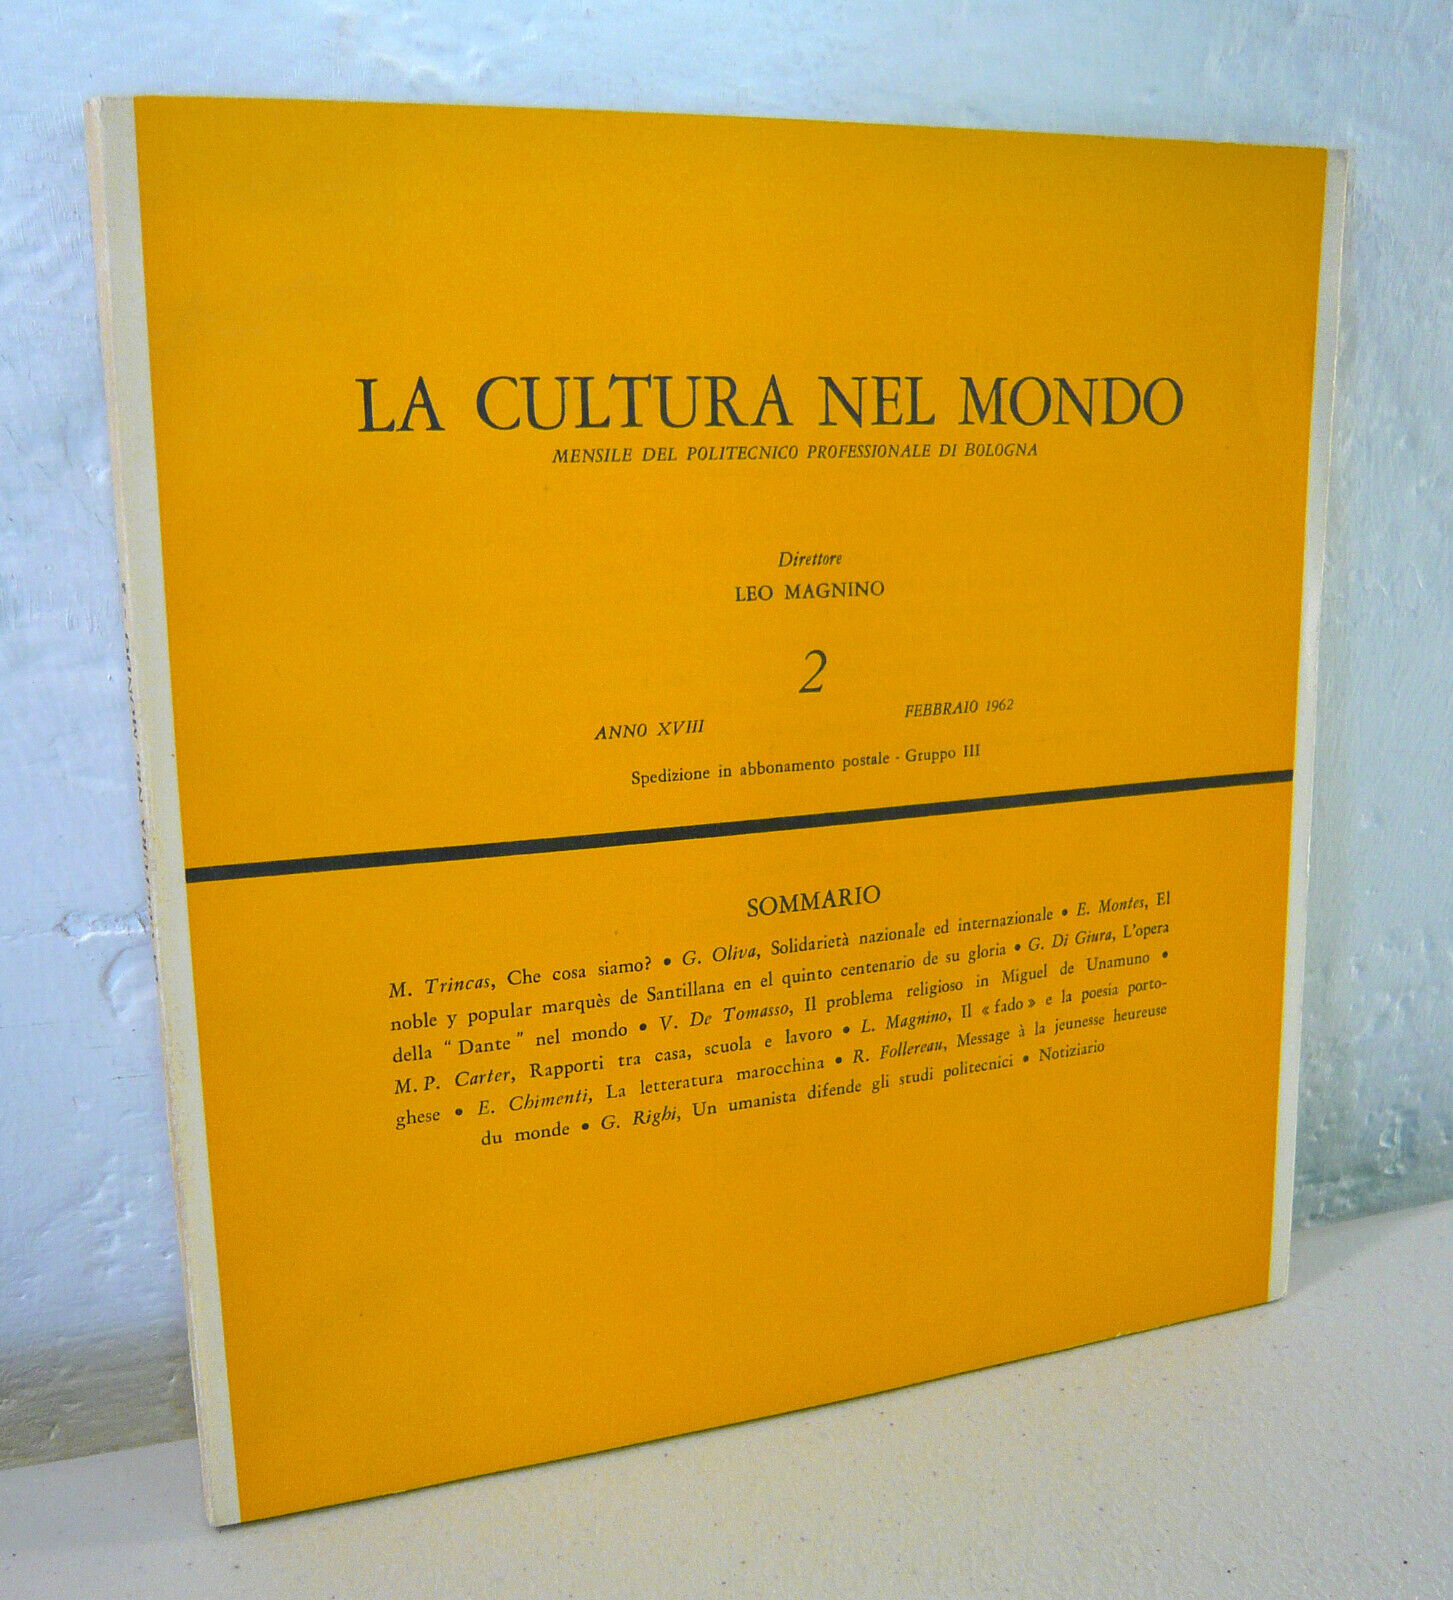 LA CULTURA NEL MONDO
MENSILE DEL POLITECNICO PROFESSIONALE DI BOLOGNA
Direttore
LEO MAGNINO
2
ANNO XVIII
FEBBRAIO 1962
Spedizione in abbonamento postale - Gruppo III
SOMMARIO
M. Trincas, Che cosa siamo? • G. Oliva, Solidarietà nazionale ed internazionale • E. Montes, El
noble y popular marquès de Santillana en el quinto centenario de su gloria • G. Di Giura, L'opera
della “ Dante ” nel mondo • V. De Tomasso, Il problema religioso in Miguel de Unamuno •
M. P. Carter, Rapporti tra casa, scuola e lavoro • L. Magnino, Il « fado » e la poesia porto-
ghese • E. Chimenti, La letteratura marocchina • R. Follereau, Message à la jeunesse heureuse
du monde • G. Righi, Un umanista difende gli studi politecnici • Notiziario
NEL MONDO